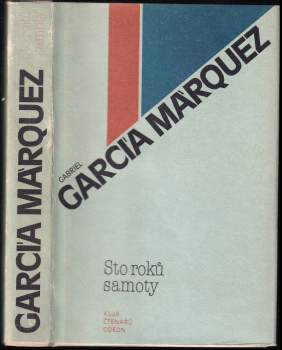 GARCÍA MÁRQUEZ
GABRIEL
GARCÍA MÁRQUEZ
Sto roků
samoty
KLUB
ČTENÁŘŮ
ODEON